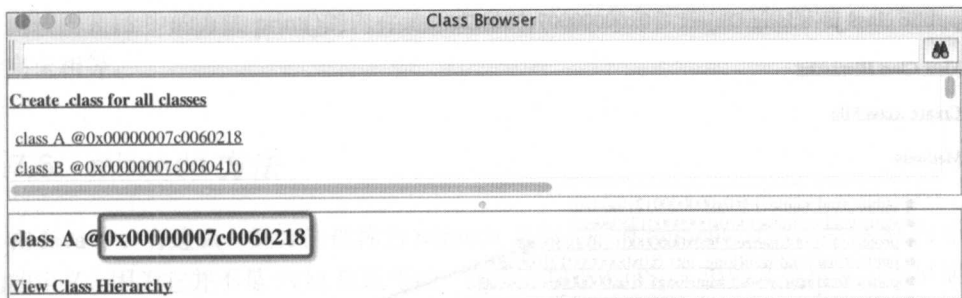 Class Browser
Create .class for all classes
class A @0x00000007c0060218
class B @0x00000007c0060410
class A @0x00000007c0060218
View Class Hierarchy